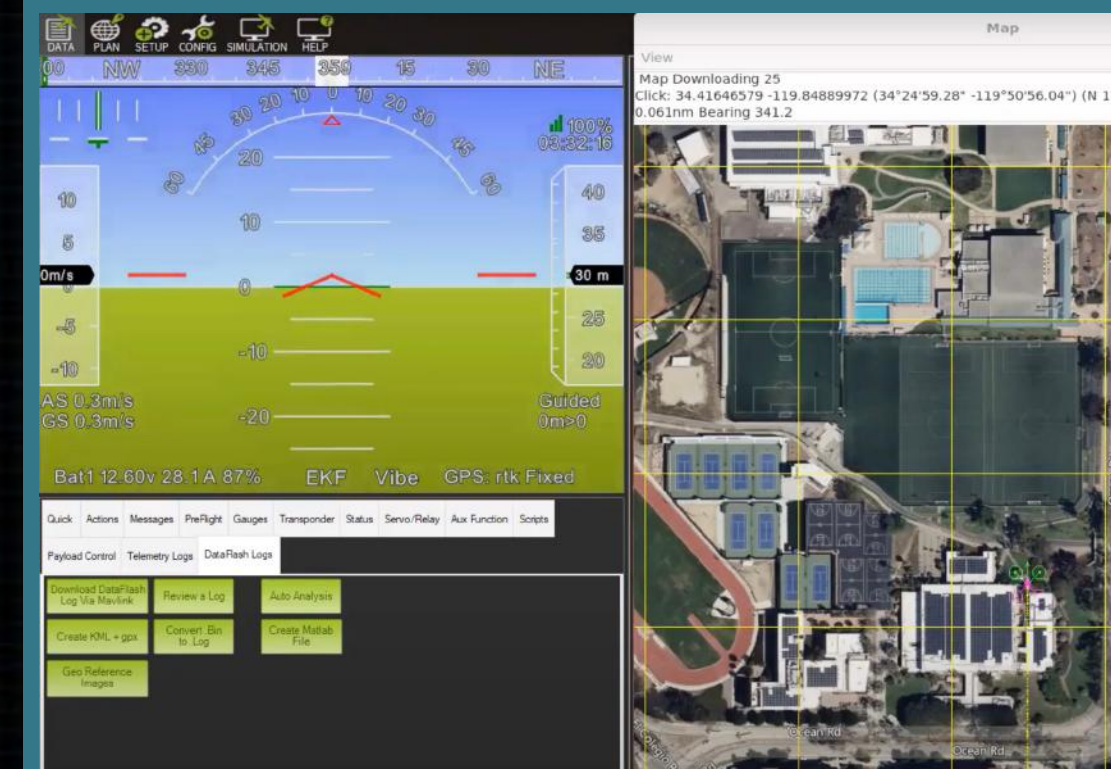 DATA PLAN SETUP CONFIG SIMULATION HELP
NW 330 345 359 15 30 NE
60 45 30 20 10 0 10 20 30 45 60
100%
03:32:16
20
10
0
-10
-20
10
5
0m/s
-5
-10
40
35
30 m
25
20
AS 0.3m/s
GS 0.3m/s
Guided
0m>0
Bat1 12.60v 28.1 A 87% EKF Vibe GPS: rtk Fixed
Quick Actions Messages PreFlight Gauges Transponder Status Servo/Relay Aux Function Scripts
Payload Control Telemetry Logs DataFlash Logs
Download DataFlash
Log Via Mavlink
Review a Log
Auto Analysis
Create KML + gpx
Convert .Bin
to .Log
Create Matlab
File
Geo Reference
Images
Map
View
Map Downloading 25
Click: 34.41646579 -119.84889972 (34°24'59.28" -119°50'56.04") (N 1
0.061nm Bearing 341.2
Ocean Rd
Ocean Rd